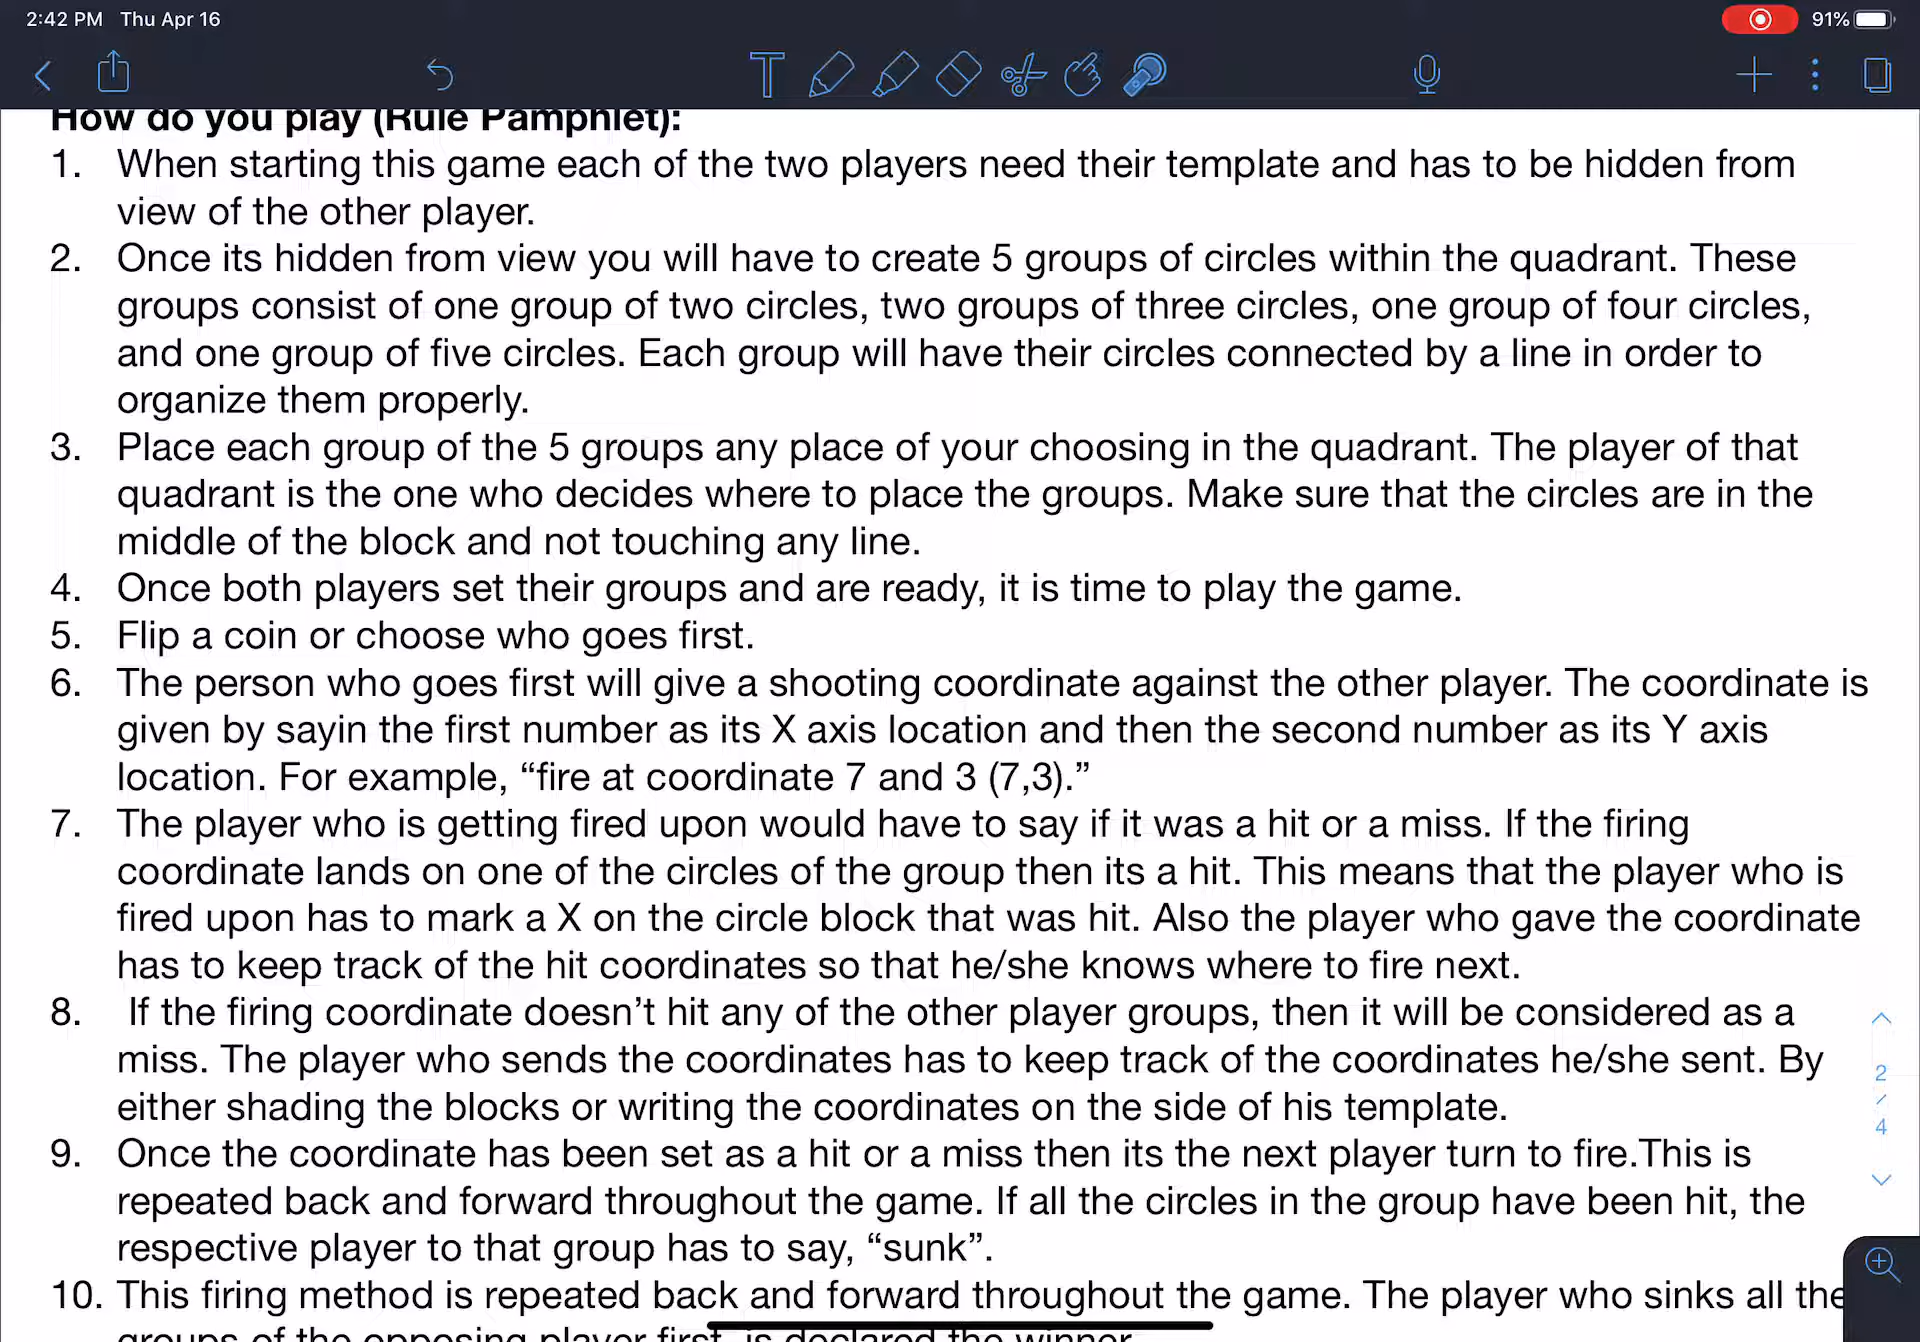 2:42 PM Thu Apr 16
91%
How do you play (Rule Pamphlet):
1. When starting this game each of the two players need their template and has to be hidden from
view of the other player.
2. Once its hidden from view you will have to create 5 groups of circles within the quadrant. These
groups consist of one group of two circles, two groups of three circles, one group of four circles,
and one group of five circles. Each group will have their circles connected by a line in order to
organize them properly.
3. Place each group of the 5 groups any place of your choosing in the quadrant. The player of that
quadrant is the one who decides where to place the groups. Make sure that the circles are in the
middle of the block and not touching any line.
4. Once both players set their groups and are ready, it is time to play the game.
5. Flip a coin or choose who goes first.
6. The person who goes first will give a shooting coordinate against the other player. The coordinate is
given by sayin the first number as its X axis location and then the second number as its Y axis
location. For example, “fire at coordinate 7 and 3 (7,3).”
7. The player who is getting fired upon would have to say if it was a hit or a miss. If the firing
coordinate lands on one of the circles of the group then its a hit. This means that the player who is
fired upon has to mark a X on the circle block that was hit. Also the player who gave the coordinate
has to keep track of the hit coordinates so that he/she knows where to fire next.
8. If the firing coordinate doesn’t hit any of the other player groups, then it will be considered as a
miss. The player who sends the coordinates has to keep track of the coordinates he/she sent. By
either shading the blocks or writing the coordinates on the side of his template.
9. Once the coordinate has been set as a hit or a miss then its the next player turn to fire.This is
repeated back and forward throughout the game. If all the circles in the group have been hit, the
respective player to that group has to say, “sunk”.
10. This firing method is repeated back and forward throughout the game. The player who sinks all the
groups of the opposing player first, is declared the winner.
2
/
4